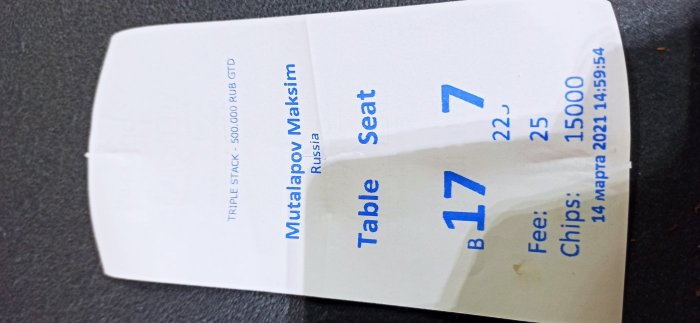 TRIPLE STACK - 500.000 RUB GTD
Mutalapov Maksim
Russia
Table Seat
B 17 7
Fee: 25
Chips: 15000
14 марта 2021 14:59:54